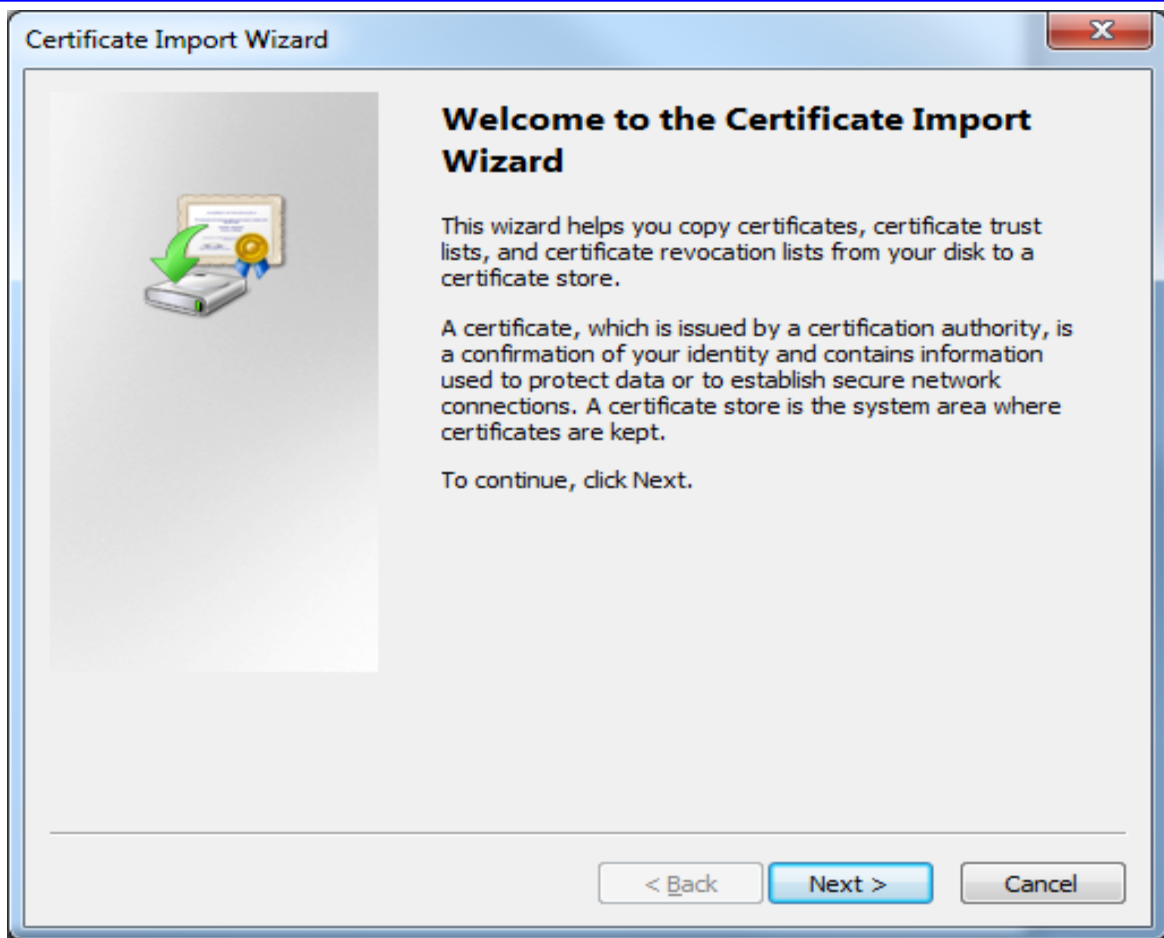 Certificate Import Wizard
Welcome to the Certificate Import
Wizard
This wizard helps you copy certificates, certificate trust
lists, and certificate revocation lists from your disk to a
certificate store.
A certificate, which is issued by a certification authority, is
a confirmation of your identity and contains information
used to protect data or to establish secure network
connections. A certificate store is the system area where
certificates are kept.
To continue, click Next.
< Back
Next >
Cancel